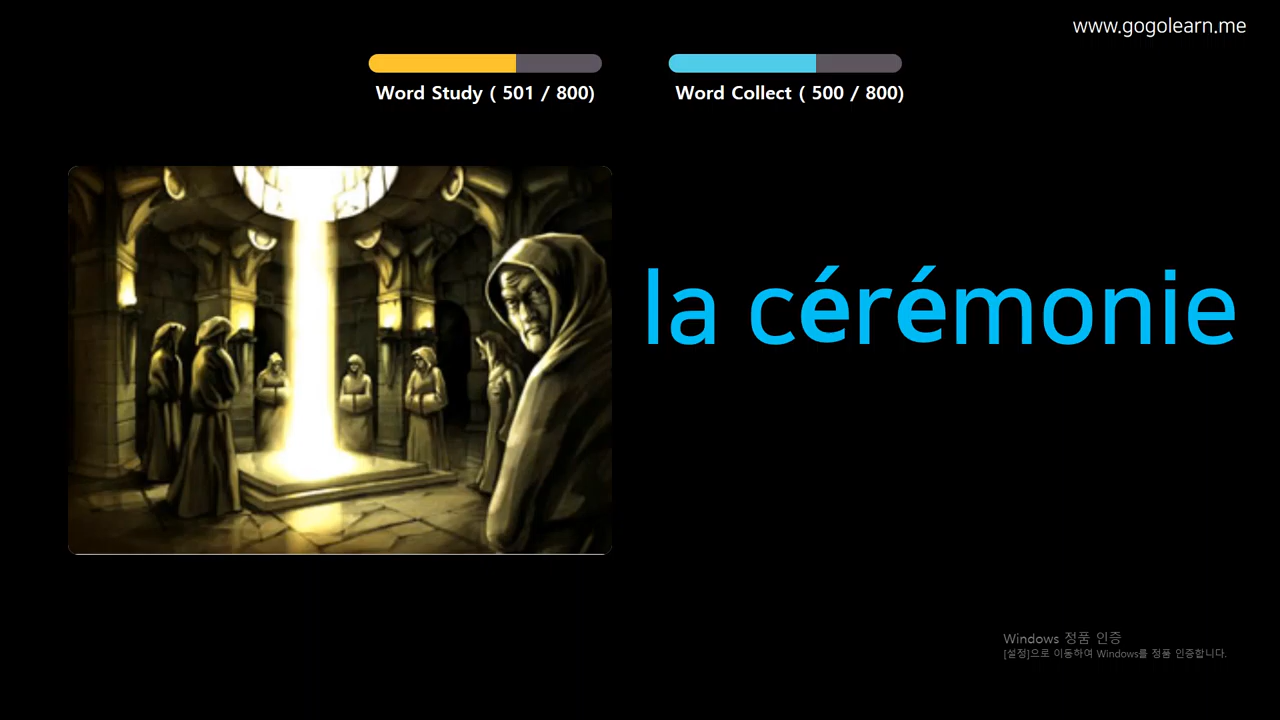 www.gogolearn.me
Word Study ( 501 / 800)
Word Collect ( 500 / 800)
la cérémonie
Windows 정품 인증
[설정]으로 이동하여 Windows를 정품 인증합니다.